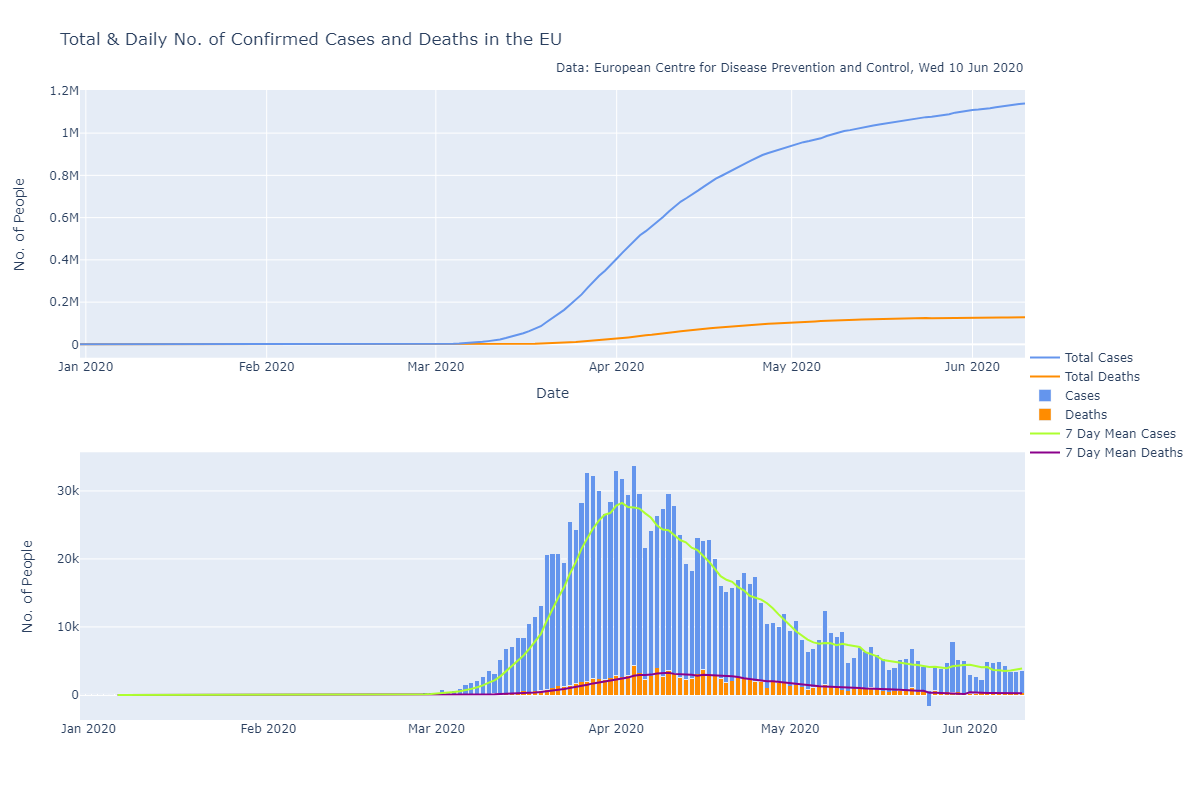 Total & Daily No. of Confirmed Cases and Deaths in the EU
Data: European Centre for Disease Prevention and Control, Wed 10 Jun 2020
1.2M
1M
0.8M
0.6M
0.4M
0.2M
0
No. of People
Jan 2020 Feb 2020 Mar 2020 Apr 2020 May 2020 Jun 2020
Date
Total Cases
Total Deaths
Cases
Deaths
7 Day Mean Cases
7 Day Mean Deaths
30k
20k
10k
0
No. of People
Jan 2020 Feb 2020 Mar 2020 Apr 2020 May 2020 Jun 2020